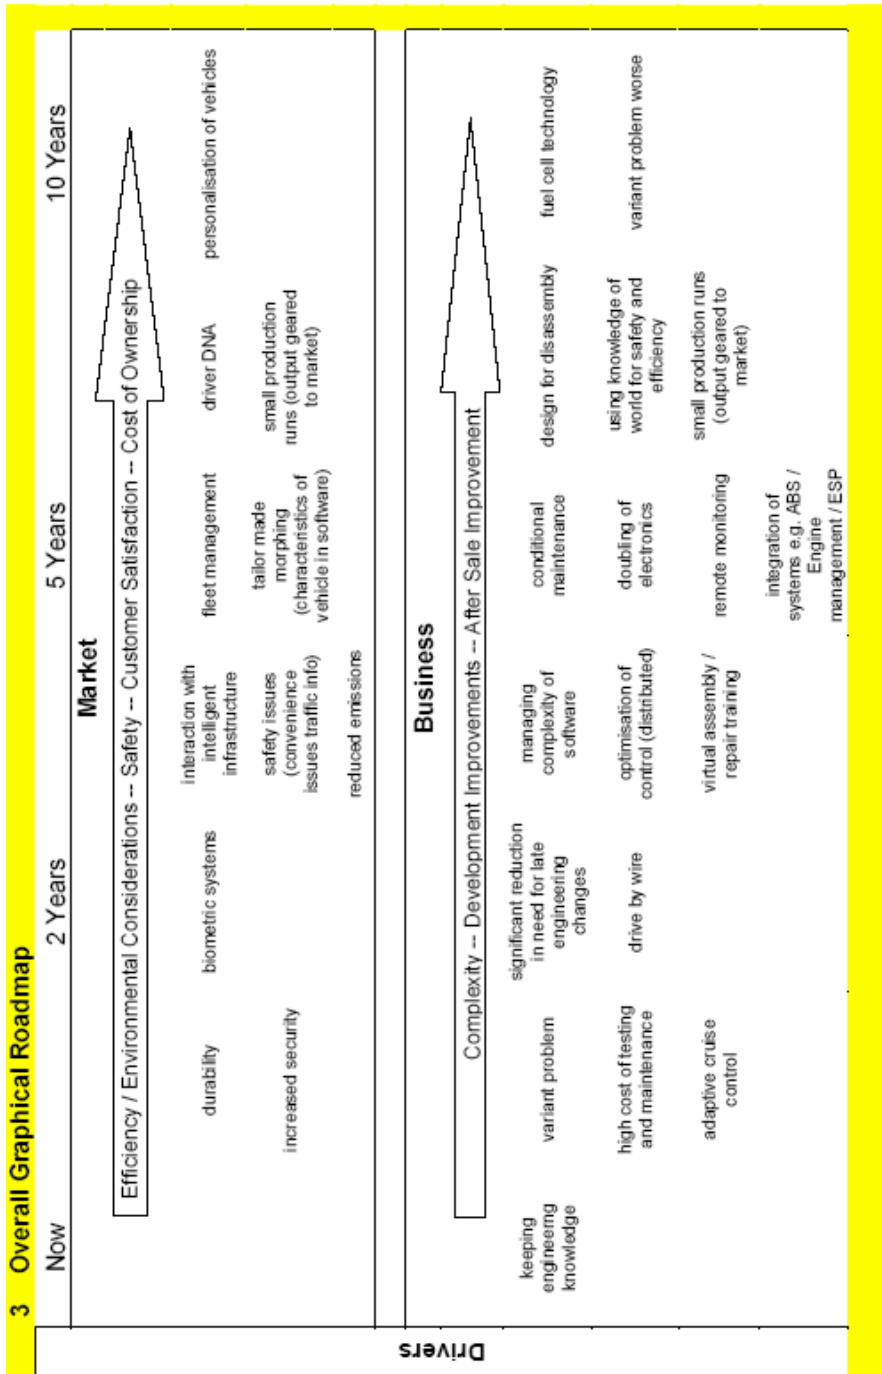 3 Overall Graphical Roadmap
Now
2 Years
5 Years
10 Years
Drivers
Market
Efficiency / Environmental Considerations -- Safety -- Customer Satisfaction -- Cost of Ownership
durability
biometric systems
interaction with
intelligent
infrastructure
fleet management
driver DNA
personalisation of vehicles
increased security
safety issues
(convenience
issues traffic info)
tailor made
morphing
(characteristics of
vehicle in software)
small production
runs (output geared
to market)
reduced emissions
Business
Complexity -- Development Improvements -- After Sale Improvement
keeping
engineerng
knowledge
variant problem
significant reduction
in need for late
engineering
changes
managing
complexity of
software
conditional
maintenance
design for disassembly
fuel cell technology
high cost of testing
and maintenance
drive by wire
optimisation of
control (distributed)
doubling of
electronics
using knowledge of
world for safety and
efficiency
variant problem worse
adaptive cruise
control
virtual assembly /
repair training
remote monitoring
small production runs
(output geared to
market)
integration of
systems e.g. ABS /
Engine
management / ESP